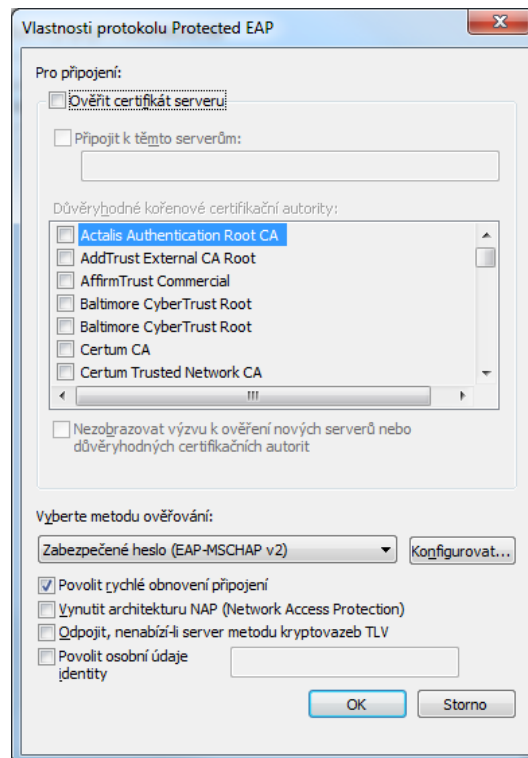 Vlastnosti protokolu Protected EAP
Pro připojení:
Ověřit certifikát serveru
Připojit k těmto serverům:
Důvěryhodné kořenové certifikační autority:
Actalis Authentication Root CA
AddTrust External CA Root
AffirmTrust Commercial
Baltimore CyberTrust Root
Baltimore CyberTrust Root
Certum CA
Certum Trusted Network CA
Nezobrazovat výzvu k ověření nových serverů nebo
důvěryhodných certifikačních autorit
Vyberte metodu ověřování:
Zabezpečené heslo (EAP-MSCHAP v2) Konfigurovat...
Povolit rychlé obnovení připojení
Vynutit architekturu NAP (Network Access Protection)
Odpojit, nenabízí-li server metodu kryptovazeb TLV
Povolit osobní údaje
identity
OK Storno